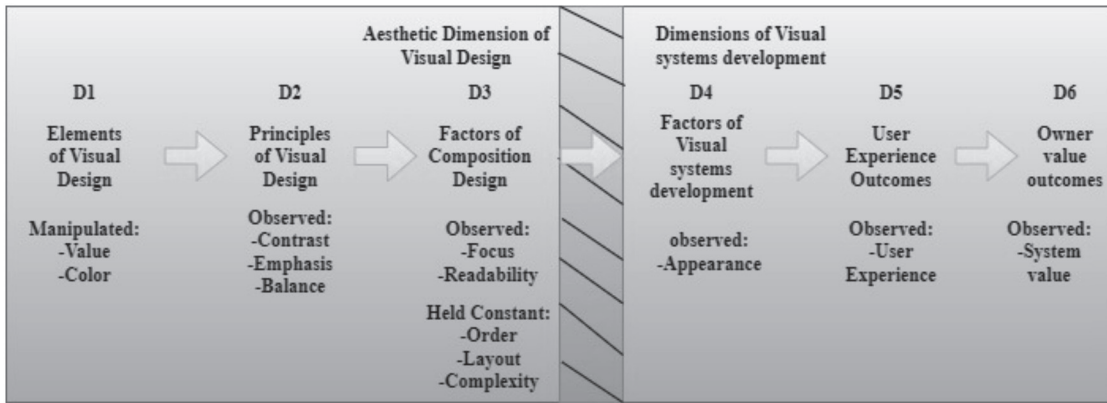 Aesthetic Dimension of
Visual Design
Dimensions of Visual
systems development
D1
Elements
of Visual
Design
Manipulated:
-Value
-Color
D2
Principles
of Visual
Design
Observed:
-Contrast
-Emphasis
-Balance
D3
Factors of
Composition
Design
Observed:
-Focus
-Readability
Held Constant:
-Order
-Layout
-Complexity
D4
Factors of
Visual
systems
development
observed:
-Appearance
D5
User
Experience
Outcomes
Observed:
-User
Experience
D6
Owner
value
outcomes
Observed:
-System
value